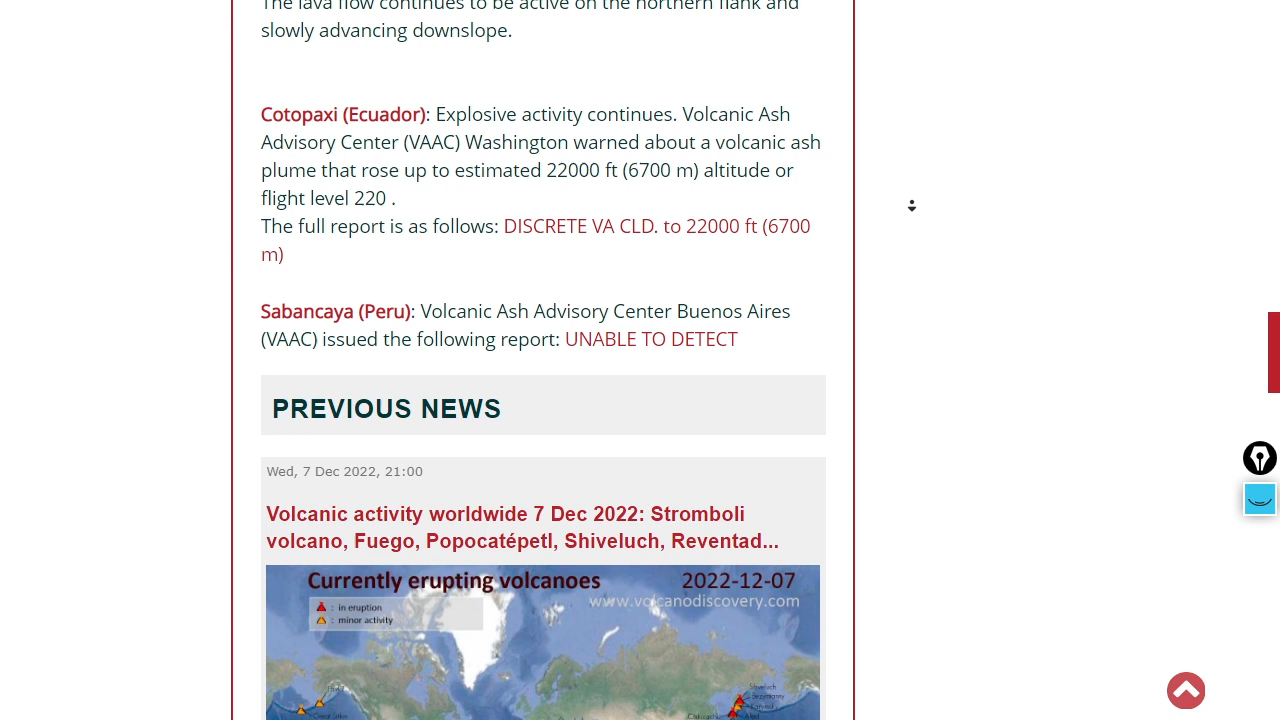 The lava flow continues to be active on the northern flank and
slowly advancing downslope.
Cotopaxi (Ecuador): Explosive activity continues. Volcanic Ash
Advisory Center (VAAC) Washington warned about a volcanic ash
plume that rose up to estimated 22000 ft (6700 m) altitude or
flight level 220 .
The full report is as follows: DISCRETE VA CLD. to 22000 ft (6700
m)
Sabancaya (Peru): Volcanic Ash Advisory Center Buenos Aires
(VAAC) issued the following report: UNABLE TO DETECT
PREVIOUS NEWS
Wed, 7 Dec 2022, 21:00
Volcanic activity worldwide 7 Dec 2022: Stromboli
volcano, Fuego, Popocatépetl, Shiveluch, Reventad...
Currently erupting volcanoes 2022-12-07
www.volcanodiscovery.com
: in eruption
: minor activity
Shiveluch
Bezymianny